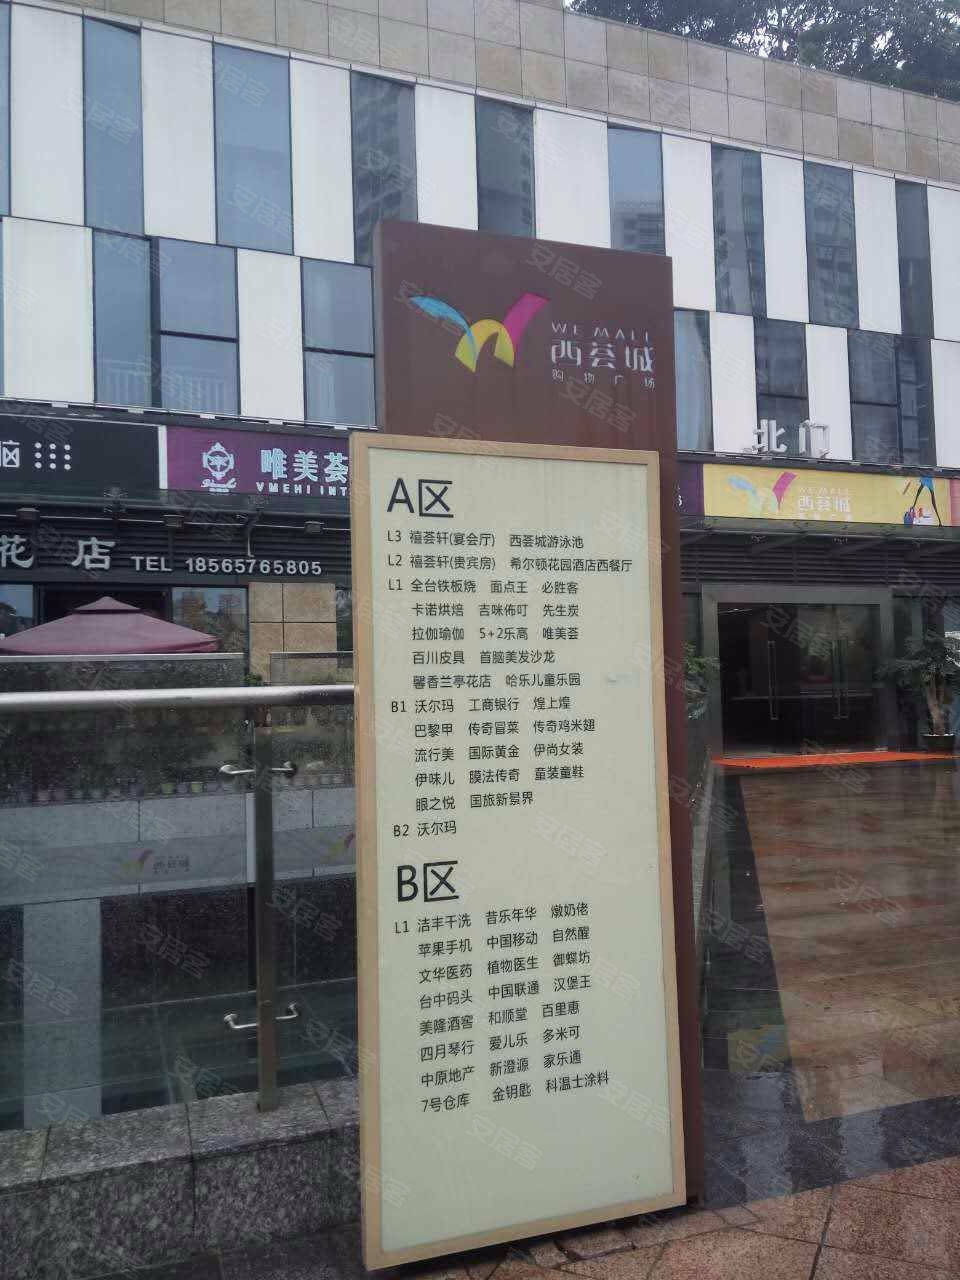 WE MALL
西荟城
购物广场
北门
WE MALL
西荟城
唯美荟
VMEHI INT
花店
TEL 18565765805
A区
L3 禧荟轩(宴会厅) 西荟城游泳池
L2 禧荟轩(贵宾房) 希尔顿花园酒店西餐厅
L1 全台铁板烧 面点王 必胜客
卡诺烘焙 吉咪佈叮 先生炭
拉伽瑜伽 5+2乐高 唯美荟
百川皮具 首脑美发沙龙
馨香兰亭花店 哈乐儿童乐园
B1 沃尔玛 工商银行 煌上煌
巴黎甲 传奇冒菜 传奇鸡米翅
流行美 国际黄金 伊尚女装
伊味儿 膜法传奇 童装童鞋
眼之悦 国旅新景界
B2 沃尔玛
B区
L1 洁丰干洗 昔乐年华 燉奶佬
苹果手机 中国移动 自然醒
文华医药 植物医生 御蝶坊
台中码头 中国联通 汉堡王
美隆酒窖 和顺堂 百里惠
四月琴行 爱儿乐 多米可
中原地产 新澄源 家乐通
7号仓库 金钥匙 科温士涂料
安居客